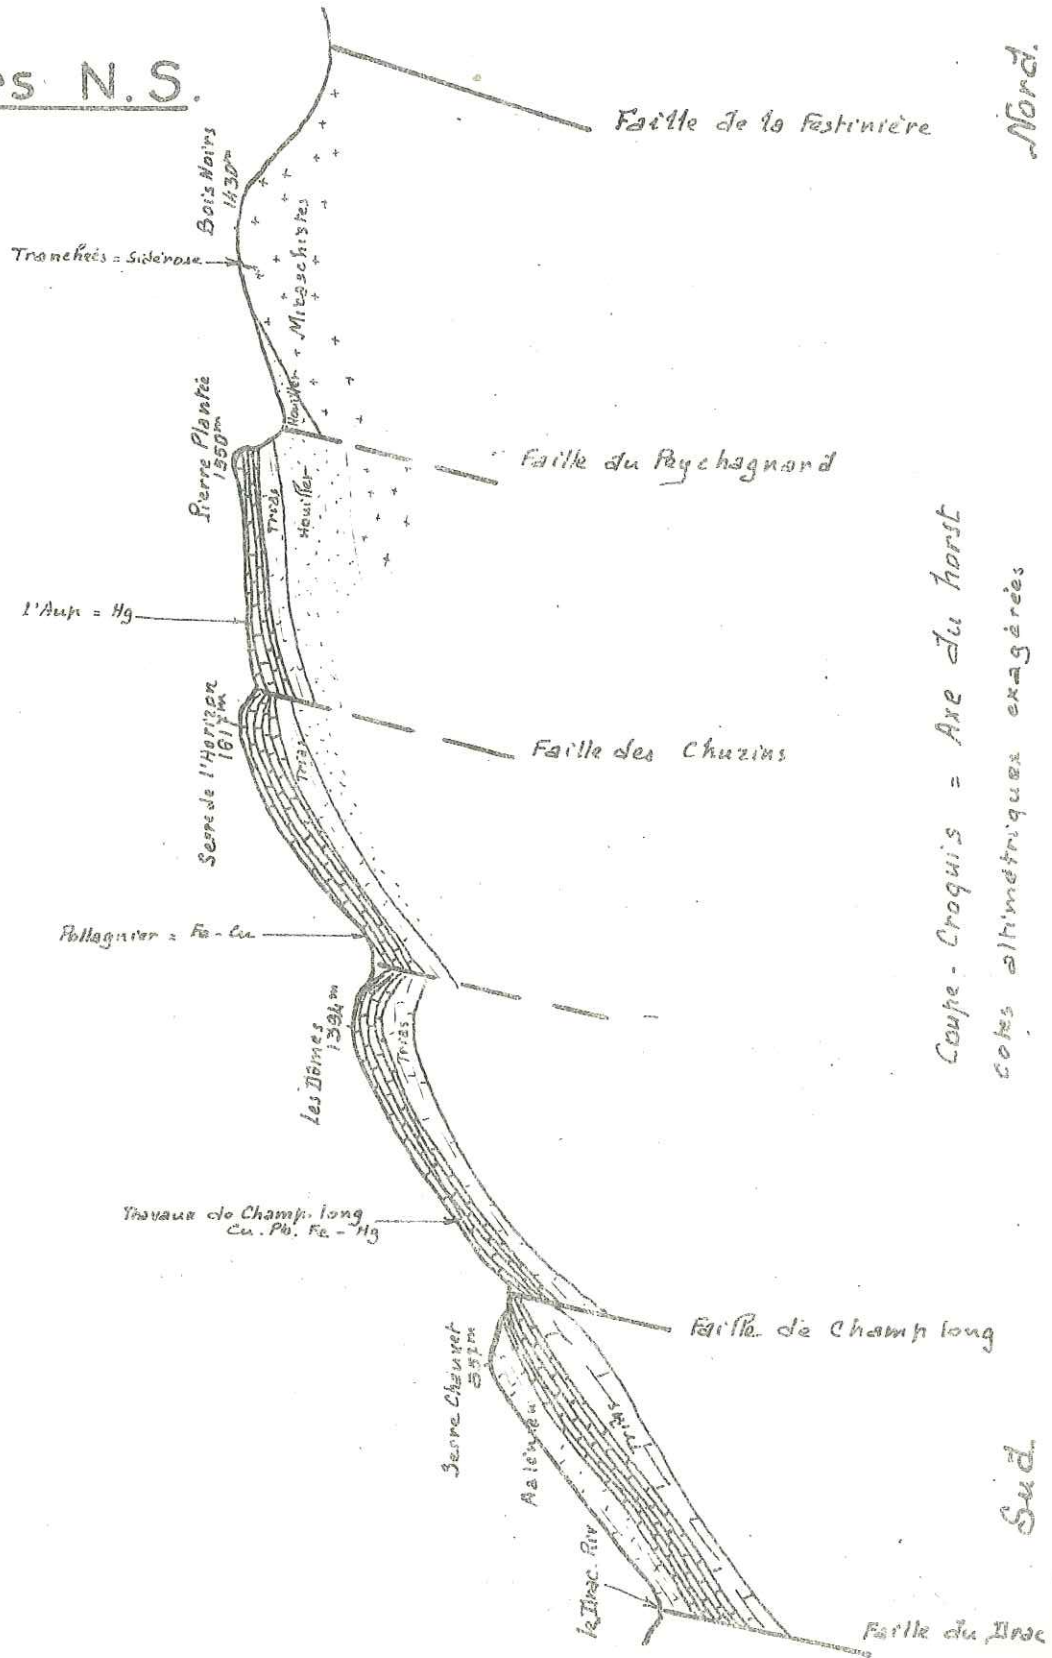 s N.S.
Nord.
Faille de la Festinière
Bois Noirs
1430m
Tranchées = Sidérose
Micaschistes
Houiller
Pierre Plantée
1550m
Faille du Peychagnard
Trias
Houiller
l'Aup = Hg
Serre de l'Horizon
1617m
Faille des Chuzins
Trias
Coupe-Croquis = Axe du horst
cotes altimétriques exagérées
Pollagnier = Fe-Cu
Les Dômes
1394m
Trias
Travaux de Champ. long
Cu. Pb. Fe - Hg
Faille de Champ long
Serre Chauvet
Aalénien
Trias
Sud
le Drac. Riv
Faille du Drac